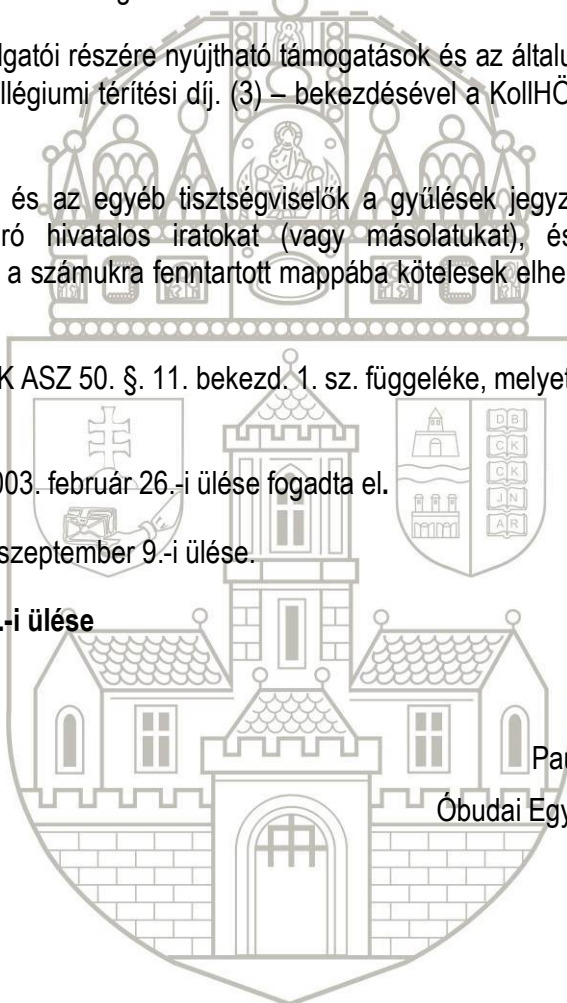 lgatói részére nyújtható támogatások és az általu
llégiumi térítési díj. (3) – bekezdésével a KollHÖ
és az egyéb tisztségviselők a gyűlések jegyz
ró hivatalos iratokat (vagy másolatukat), és
a számukra fenntartott mappába kötelesek elhe
K ASZ 50. §. 11. bekezd. 1. sz. függeléke, melyet
003. február 26.-i ülése fogadta el.
szeptember 9.-i ülése.
.-i ülése
Pau
Óbudai Egy
D B
C K
C K
J N
A R